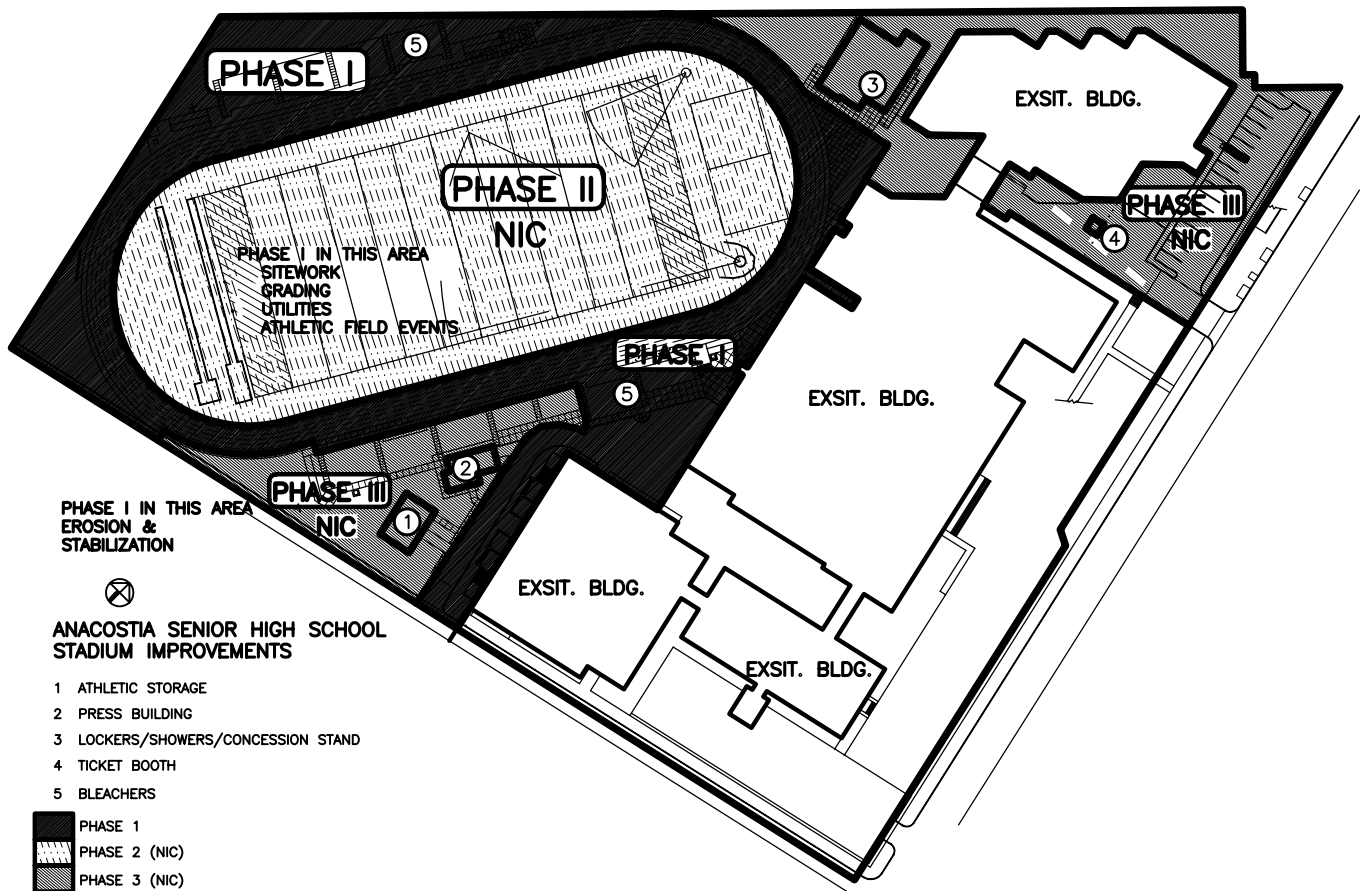 5
PHASE I
3
EXSIT. BLDG.
PHASE II
NIC
PHASE III
4
NIC
PHASE I IN THIS AREA
SITEWORK
GRADING
UTILITIES
ATHLETIC FIELD EVENTS
PHASE I
5
EXSIT. BLDG.
2
PHASE III
1
NIC
PHASE I IN THIS AREA
EROSION &
STABILIZATION
EXSIT. BLDG.
EXSIT. BLDG.
ANACOSTIA SENIOR HIGH SCHOOL
STADIUM IMPROVEMENTS
1 ATHLETIC STORAGE
2 PRESS BUILDING
3 LOCKERS/SHOWERS/CONCESSION STAND
4 TICKET BOOTH
5 BLEACHERS
PHASE 1
PHASE 2 (NIC)
PHASE 3 (NIC)